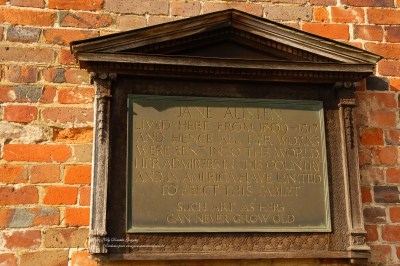 JANE AUSTEN
LIVED HERE FROM 1809-1817
AND HENCE ALL HER WORKS
WERE SENT INTO THE WORLD
HER ADMIRERS IN THIS COUNTRY
AND IN AMERICA HAVE UNITED
TO ERECT THIS TABLET
SUCH ART AS HERS
CAN NEVER GROW OLD